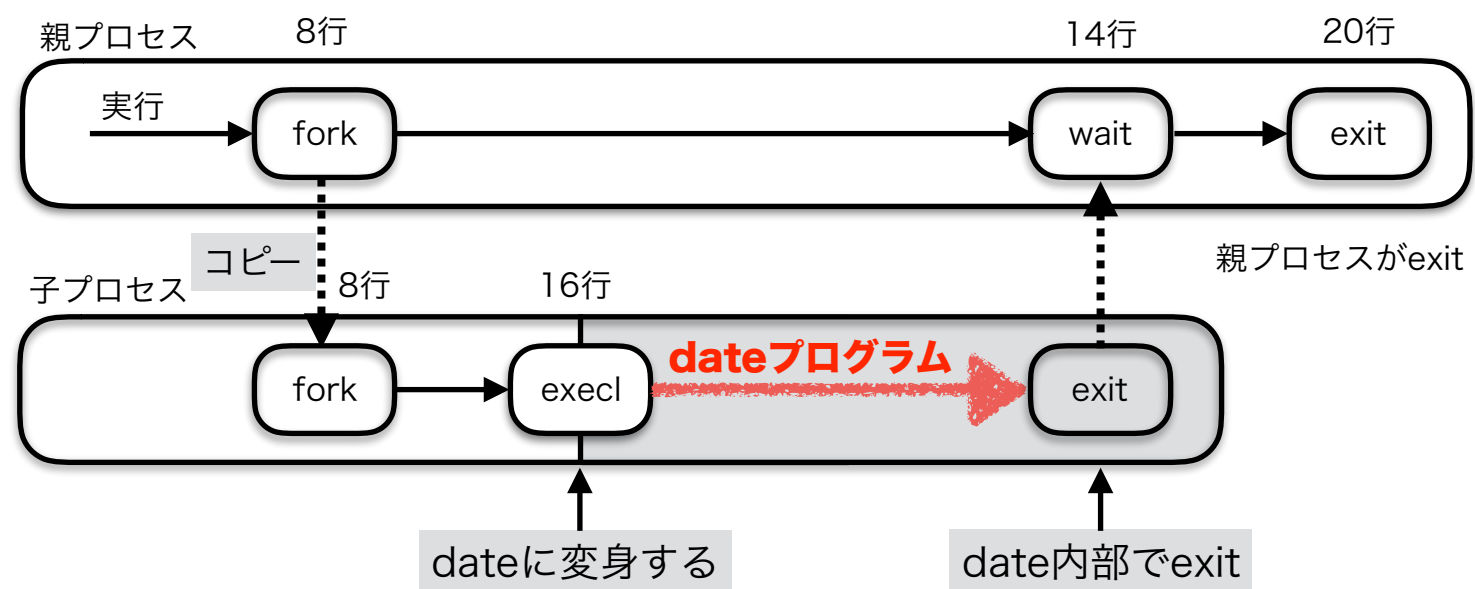 親プロセス
8行
14行
20行
実行
fork
wait
exit
コピー
親プロセスがexit
子プロセス
8行
16行
dateプログラム
fork
execl
exit
dateに変身する
date内部でexit